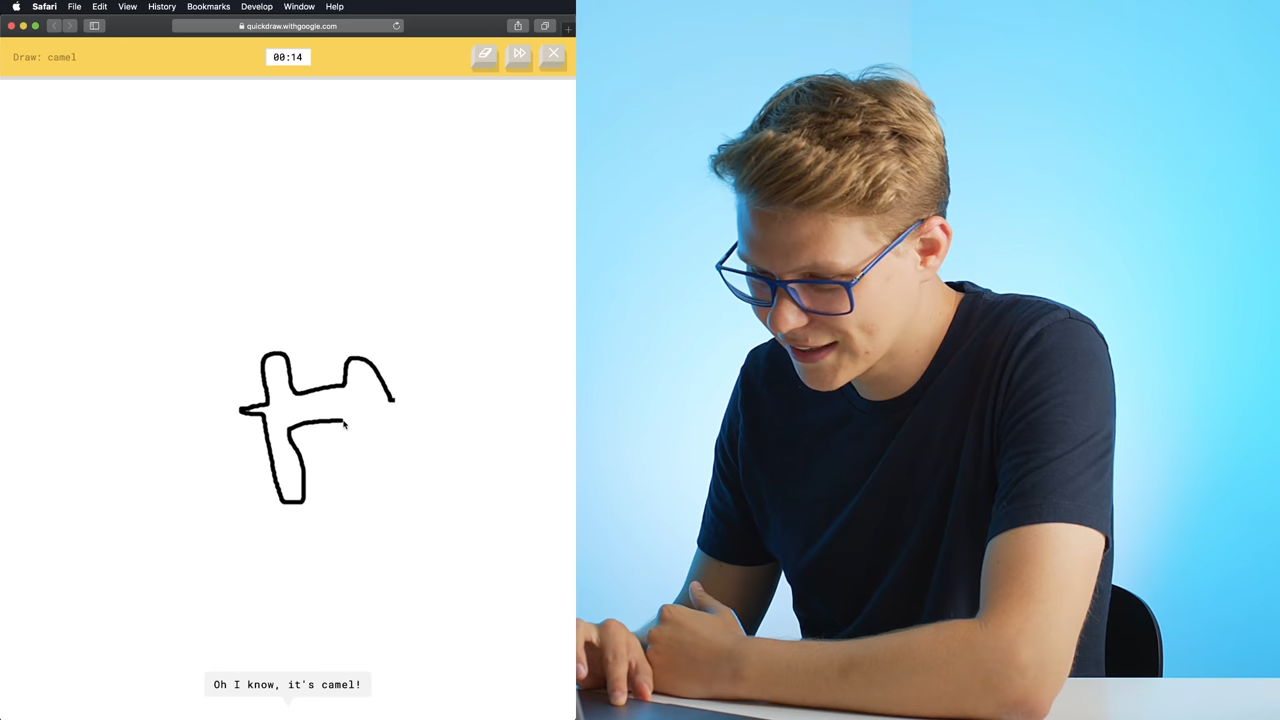 Safari File Edit View History Bookmarks Develop Window Help
quickdraw.withgoogle.com
Draw: camel
00:14
Oh I know, it's camel!